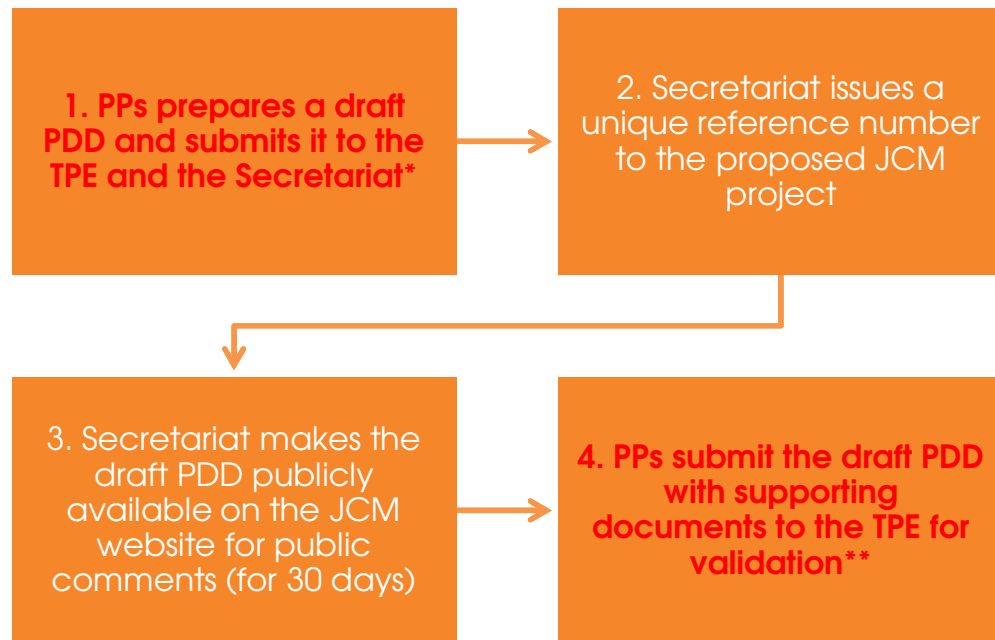 1. PPs prepares a draft
PDD and submits it to the
TPE and the Secretariat*
2. Secretariat issues a
unique reference number
to the proposed JCM
project
3. Secretariat makes the
draft PDD publicly
available on the JCM
website for public
comments (for 30 days)
4. PPs submit the draft PDD
with supporting
documents to the TPE for
validation**